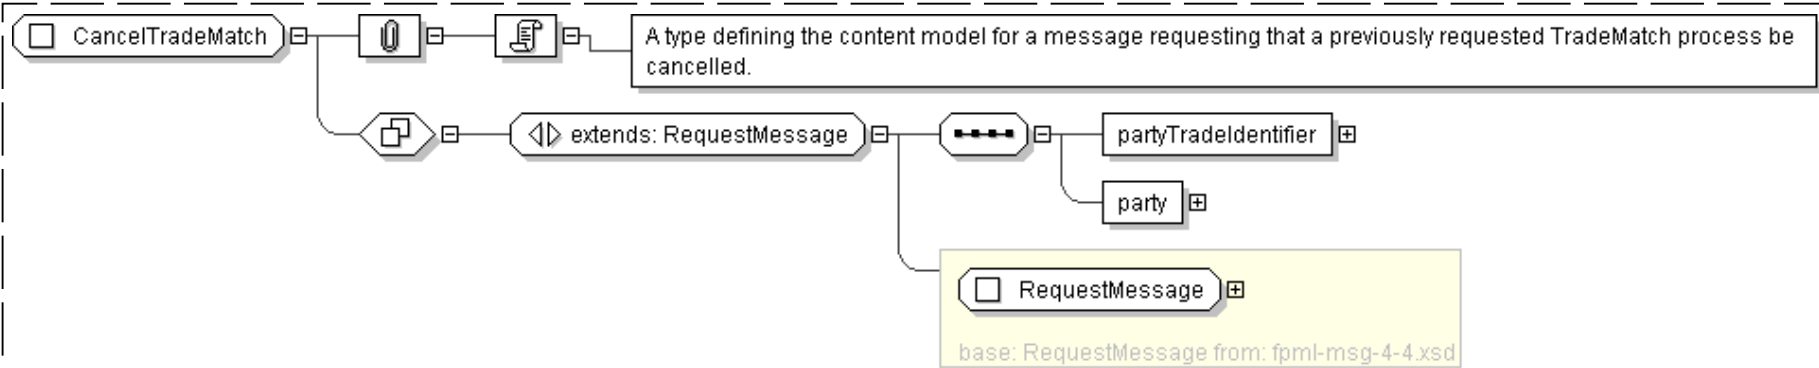 CancelTradeMatch
A type defining the content model for a message requesting that a previously requested TradeMatch process be
cancelled.
extends: RequestMessage
partyTradeIdentifier
party
RequestMessage
base: RequestMessage from: fpml-msg-4-4.xsd